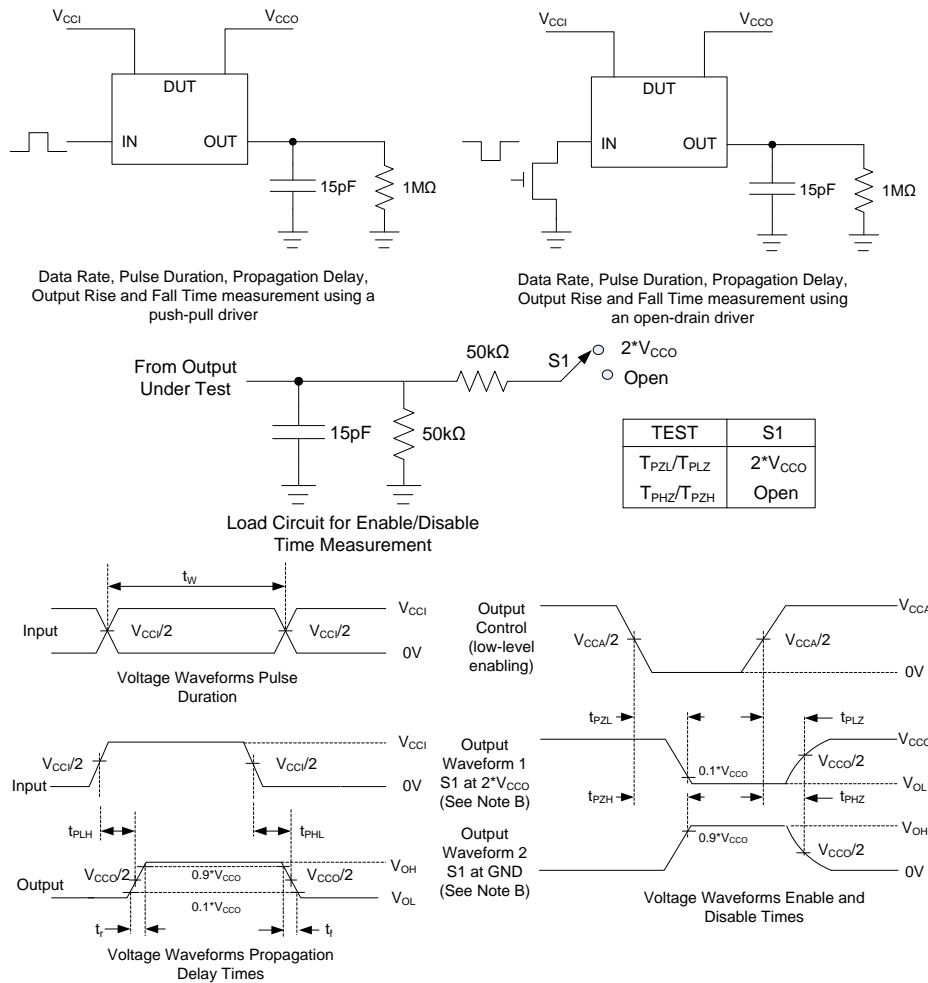 VCCI
VCCO
DUT
IN
OUT
15pF
1MΩ
Data Rate, Pulse Duration, Propagation Delay,
Output Rise and Fall Time measurement using a
push-pull driver
VCCI
VCCO
DUT
IN
OUT
15pF
1MΩ
Data Rate, Pulse Duration, Propagation Delay,
Output Rise and Fall Time measurement using
an open-drain driver
From Output
Under Test
15pF
50kΩ
50kΩ
S1
2*VCCO
Open
Load Circuit for Enable/Disable
Time Measurement
TEST S1
TPZL/TPLZ 2*VCCO
TPHZ/TPZH Open
tW
Input
VCCI/2
VCCI/2
VCCI
0V
Voltage Waveforms Pulse
Duration
Input
VCCI/2
VCCI/2
VCCI
0V
tPLH
tPHL
Output
VCCO/2
0.9*VCCO
VCCO/2
0.1*VCCO
VOH
VOL
tr
tf
Voltage Waveforms Propagation
Delay Times
Output
Control
(low-level
enabling)
VCCA/2
VCCA/2
VCCA
0V
tPZL
tPLZ
Output
Waveform 1
S1 at 2*VCCO
(See Note B)
0.1*VCCO
VCCO/2
VCCO
VOL
tPZH
tPHZ
Output
Waveform 2
S1 at GND
(See Note B)
0.9*VCCO
VCCO/2
VOH
0V
Voltage Waveforms Enable and
Disable Times